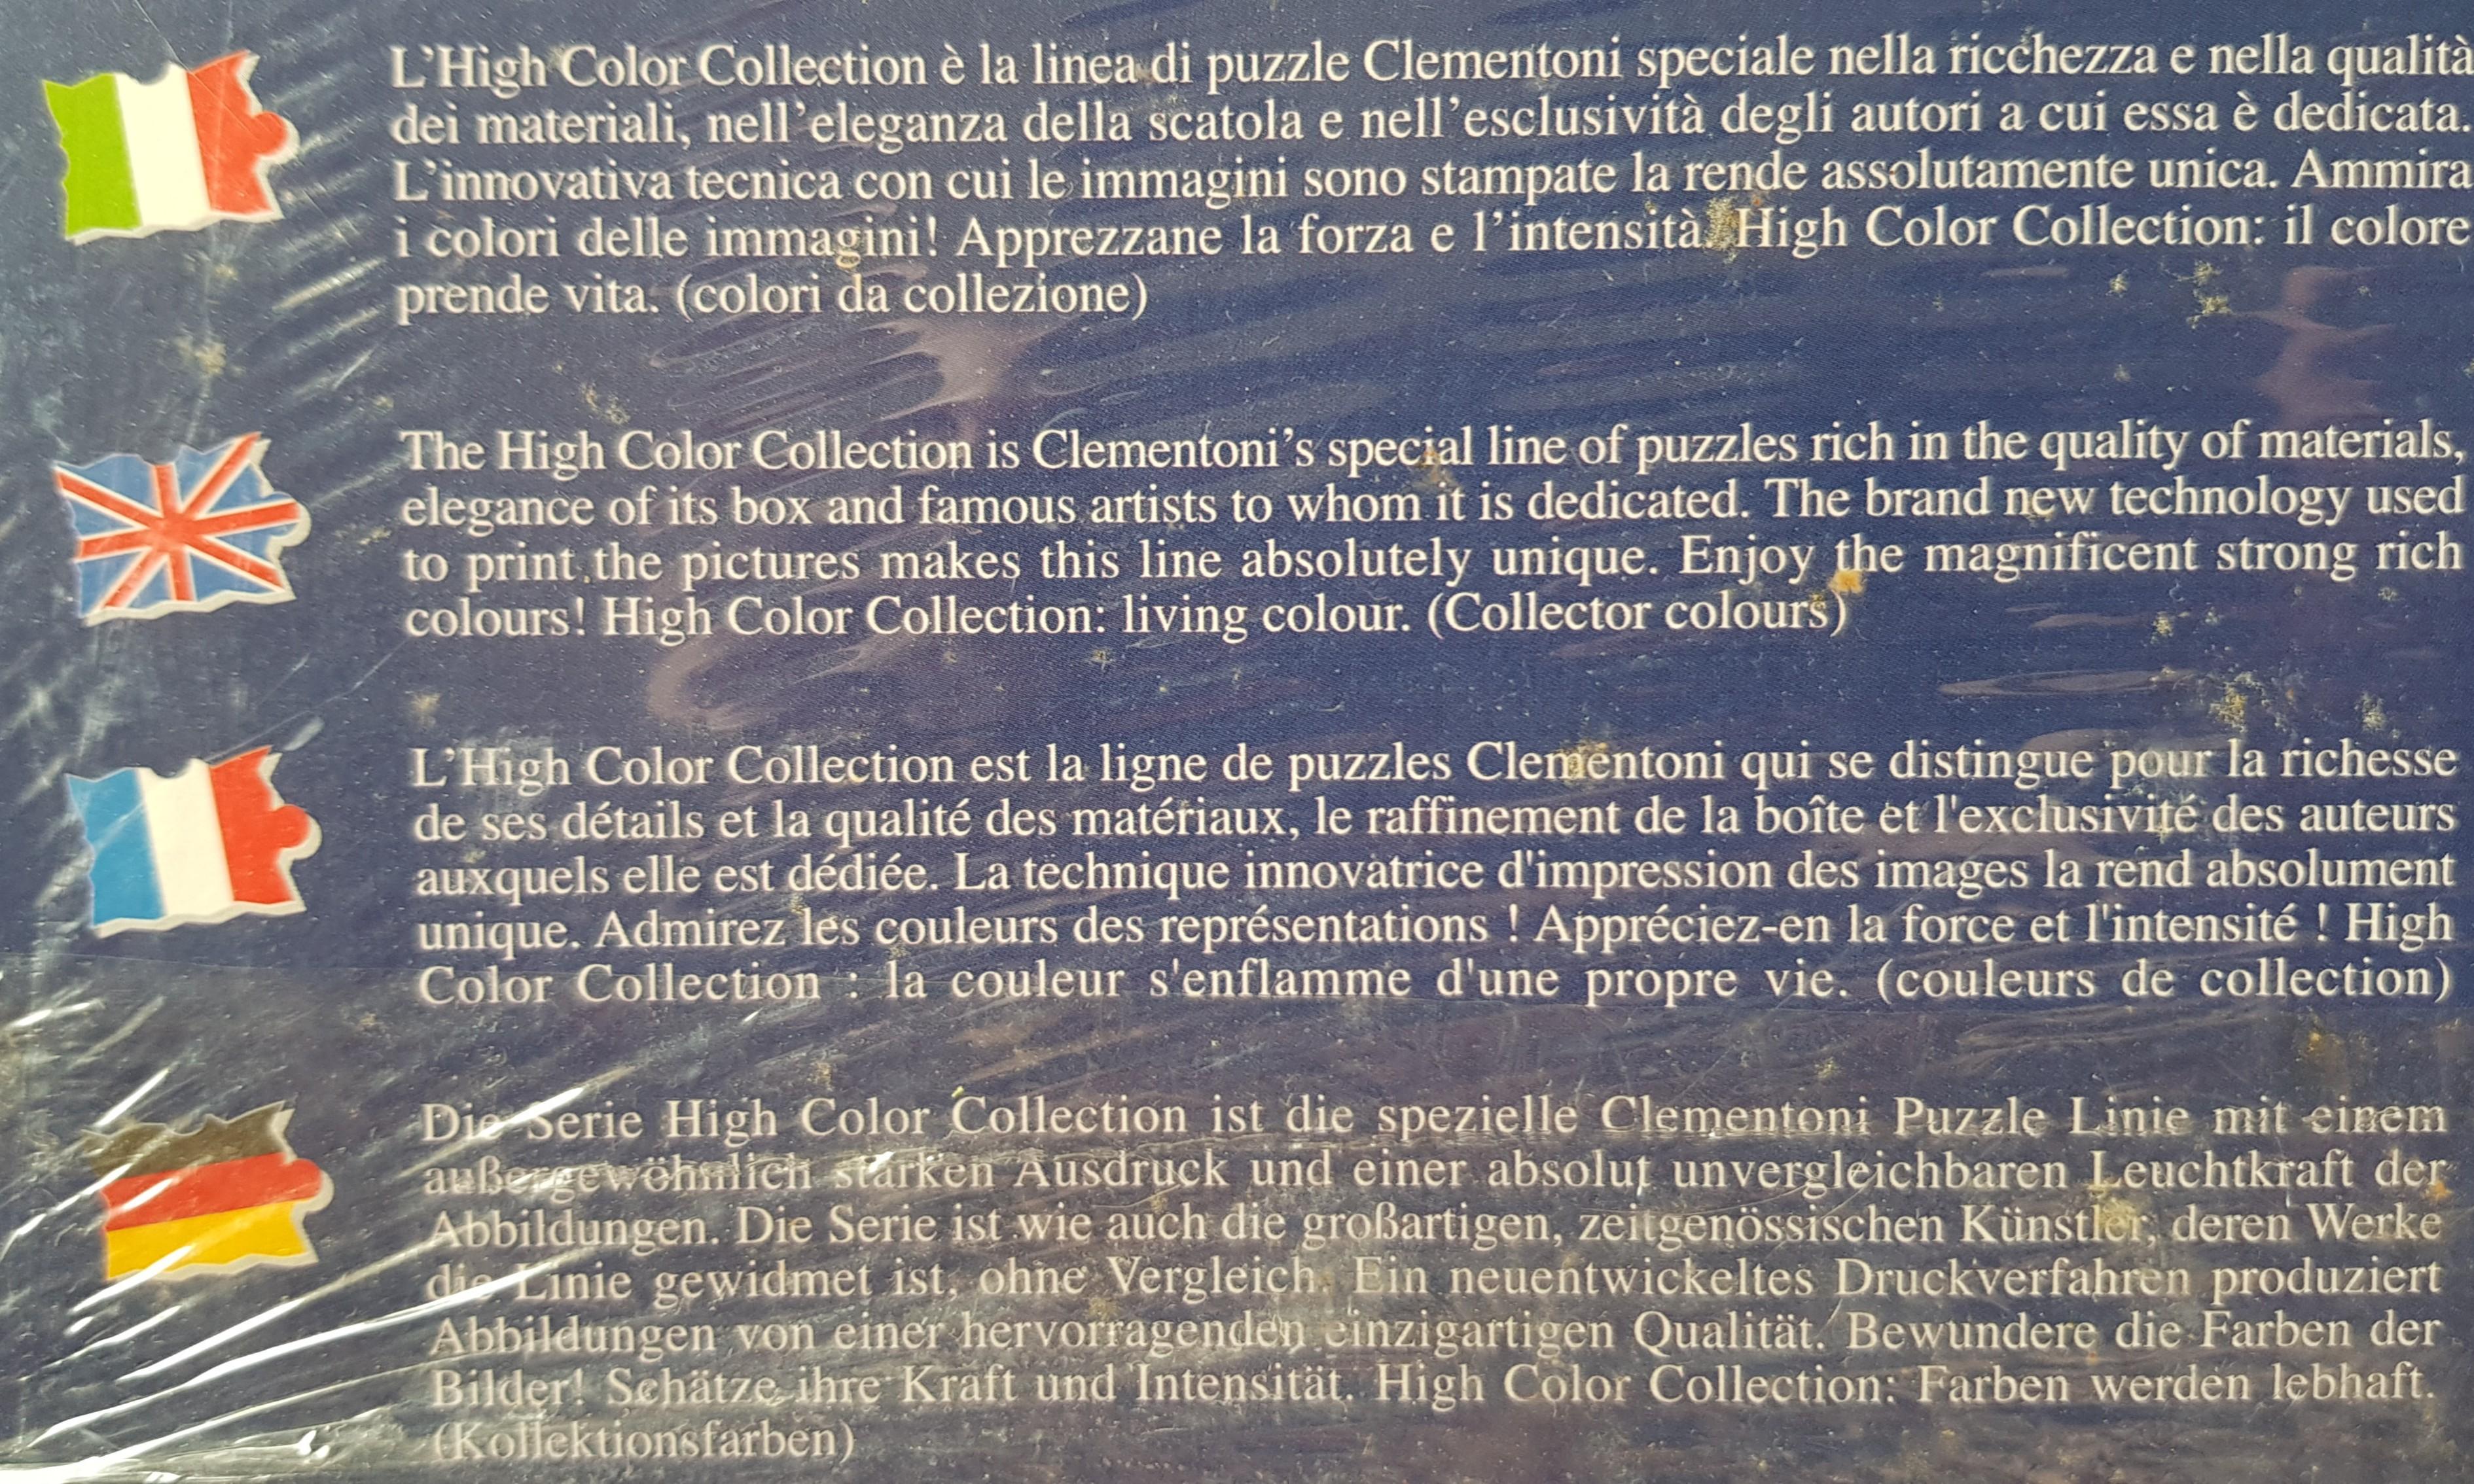 L’High Color Collection è la linea di puzzle Clementoni speciale nella ricchezza e nella qualità
dei materiali, nell’eleganza della scatola e nell’esclusività degli autori a cui essa è dedicata.
L’innovativa tecnica con cui le immagini sono stampate la rende assolutamente unica. Ammira
i colori delle immagini! Apprezzane la forza e l’intensità! High Color Collection: il colore
prende vita. (colori da collezione)
The High Color Collection is Clementoni’s special line of puzzles rich in the quality of materials,
elegance of its box and famous artists to whom it is dedicated. The brand new technology used
to print the pictures makes this line absolutely unique. Enjoy the magnificent strong rich
colours! High Color Collection: living colour. (Collector colours)
L’High Color Collection est la ligne de puzzles Clementoni qui se distingue pour la richesse
de ses détails et la qualité des matériaux, le raffinement de la boîte et l'exclusivité des auteurs
auxquels elle est dédiée. La technique innovatrice d'impression des images la rend absolument
unique. Admirez les couleurs des représentations ! Appréciez-en la force et l'intensité ! High
Color Collection : la couleur s'enflamme d'une propre vie. (couleurs de collection)
Die Serie High Color Collection ist die spezielle Clementoni Puzzle Linie mit einem
außergewöhnlich starken Ausdruck und einer absolut unvergleichbaren Leuchtkraft der
Abbildungen. Die Serie ist wie auch die großartigen, zeitgenössischen Künstler, deren Werke
die Linie gewidmet ist, ohne Vergleich. Ein neuentwickeltes Druckverfahren produziert
Abbildungen von einer hervorragenden einzigartigen Qualität. Bewundere die Farben der
Bilder! Schätze ihre Kraft und Intensität. High Color Collection: Farben werden lebhaft.
(Kollektionsfarben)